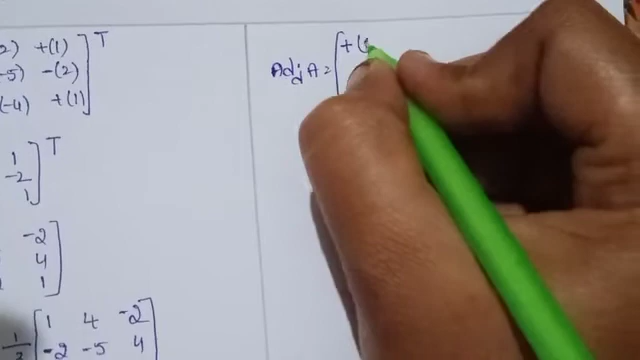 2) +(1) T
-5) -(2)
(-4) +(1)
Adj A = [ +(
1 T
-2
1
-2
4
1
1/3 [ 1 4 -2
-2 -5 4